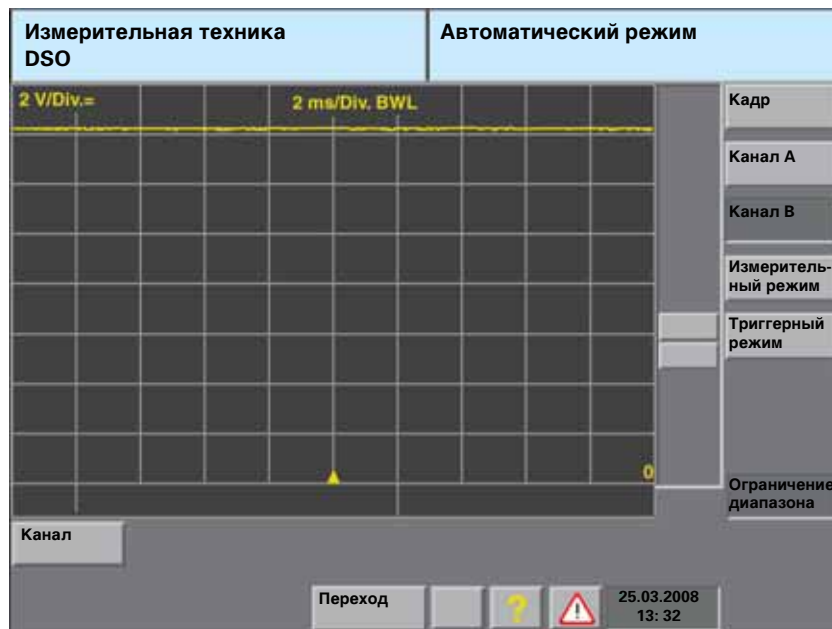 Измерительная техника
DSO
Автоматический режим
2 V/Div.=
2 ms/Div. BWL
0
Кадр
Канал A
Канал B
Измеритель-
ный режим
Триггерный
режим
Ограничение
диапазона
Канал
Переход
?
!
25.03.2008
13: 32